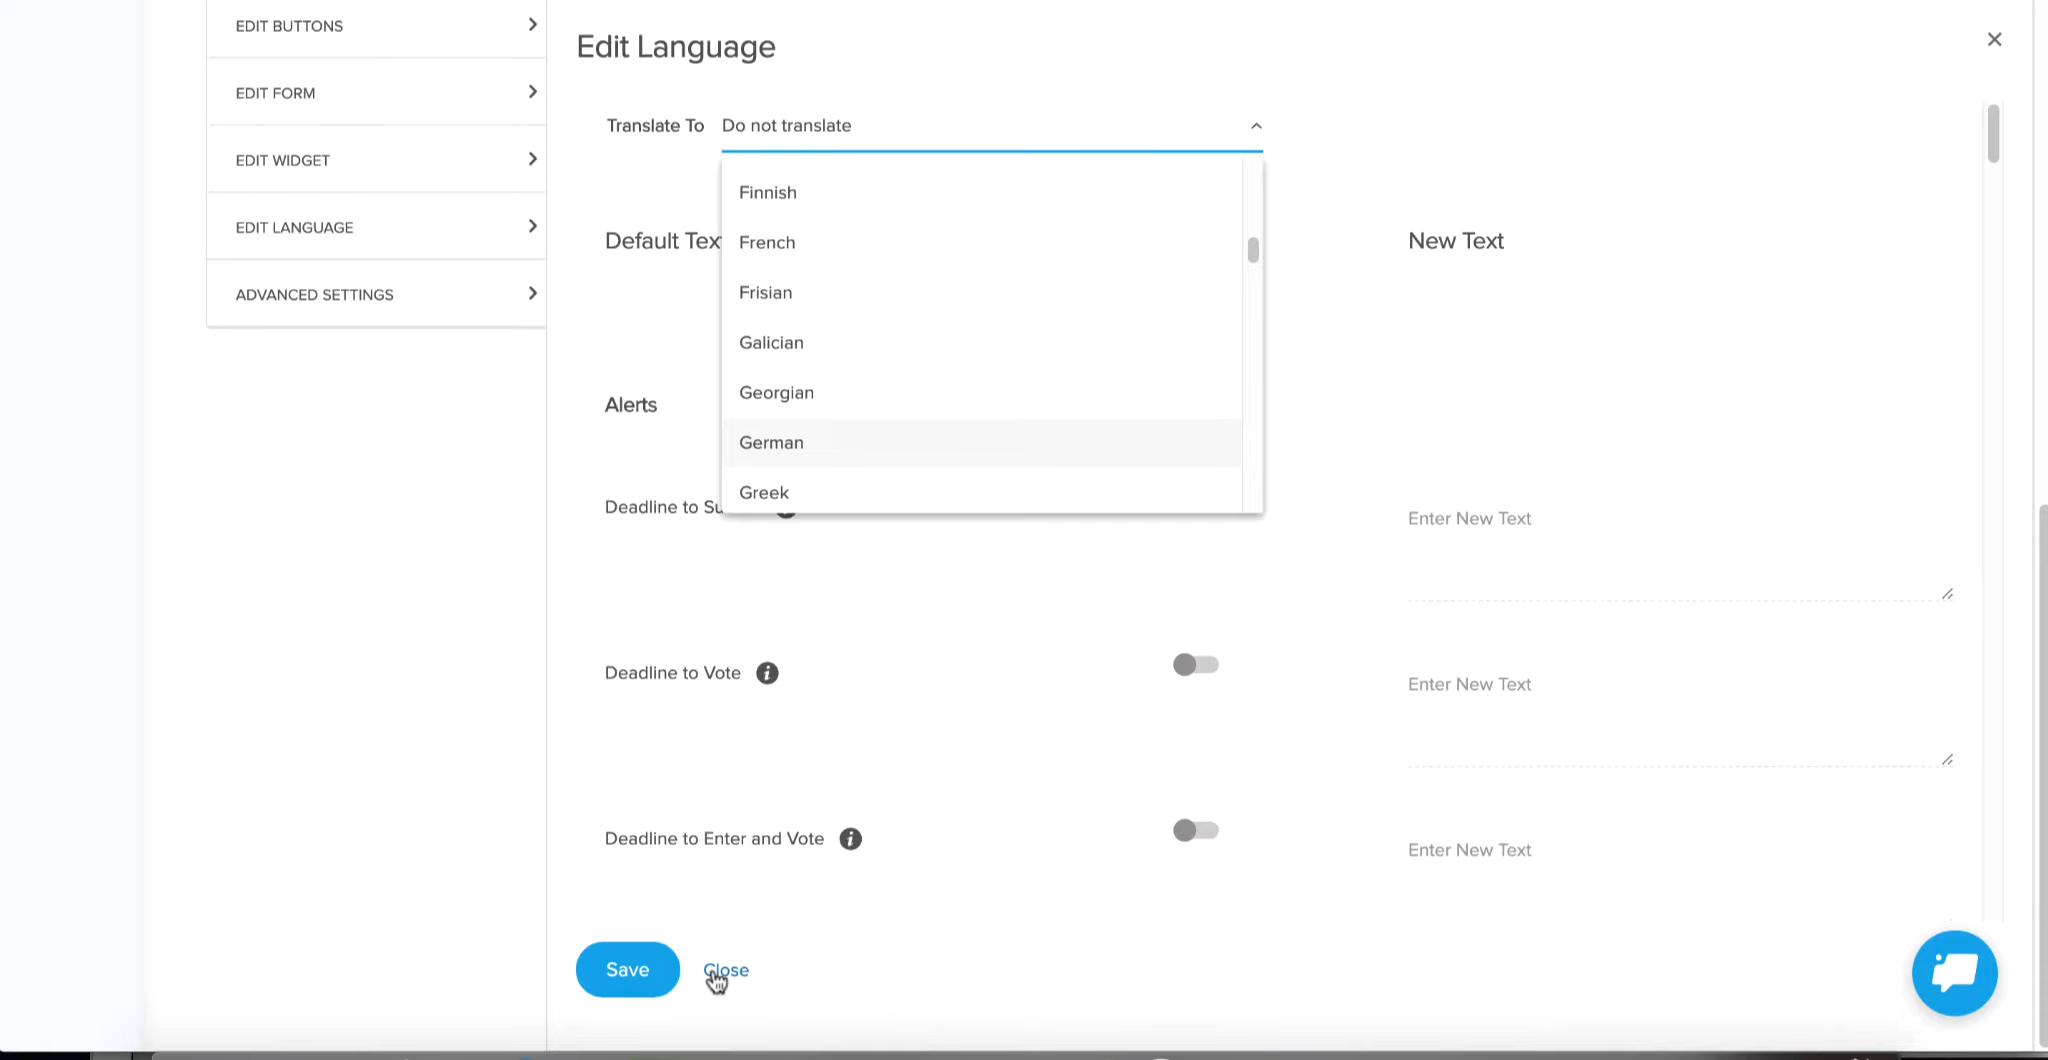 EDIT BUTTONS
EDIT FORM
EDIT WIDGET
EDIT LANGUAGE
ADVANCED SETTINGS
Edit Language
Translate To Do not translate
Finnish
French
Frisian
Galician
Georgian
German
Greek
Default Tex
New Text
Alerts
Deadline to Su
Enter New Text
Deadline to Vote
Enter New Text
Deadline to Enter and Vote
Enter New Text
Save Close